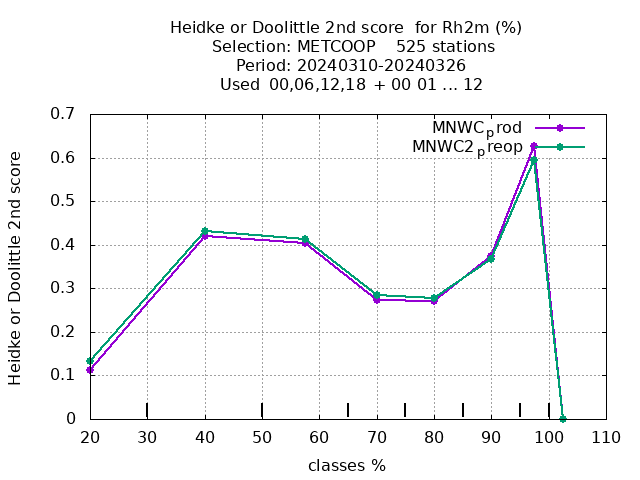 Heidke or Doolittle 2nd score  for Rh2m (%)
Selection: METCOOP    525 stations
Period: 20240310-20240326
Used  00,06,12,18 + 00 01 ... 12
MNWCprod
MNWC2preop
Heidke or Doolittle 2nd score
0.7
0.6
0.5
0.4
0.3
0.2
0.1
0
20 30 40 50 60 70 80 90 100 110
classes %